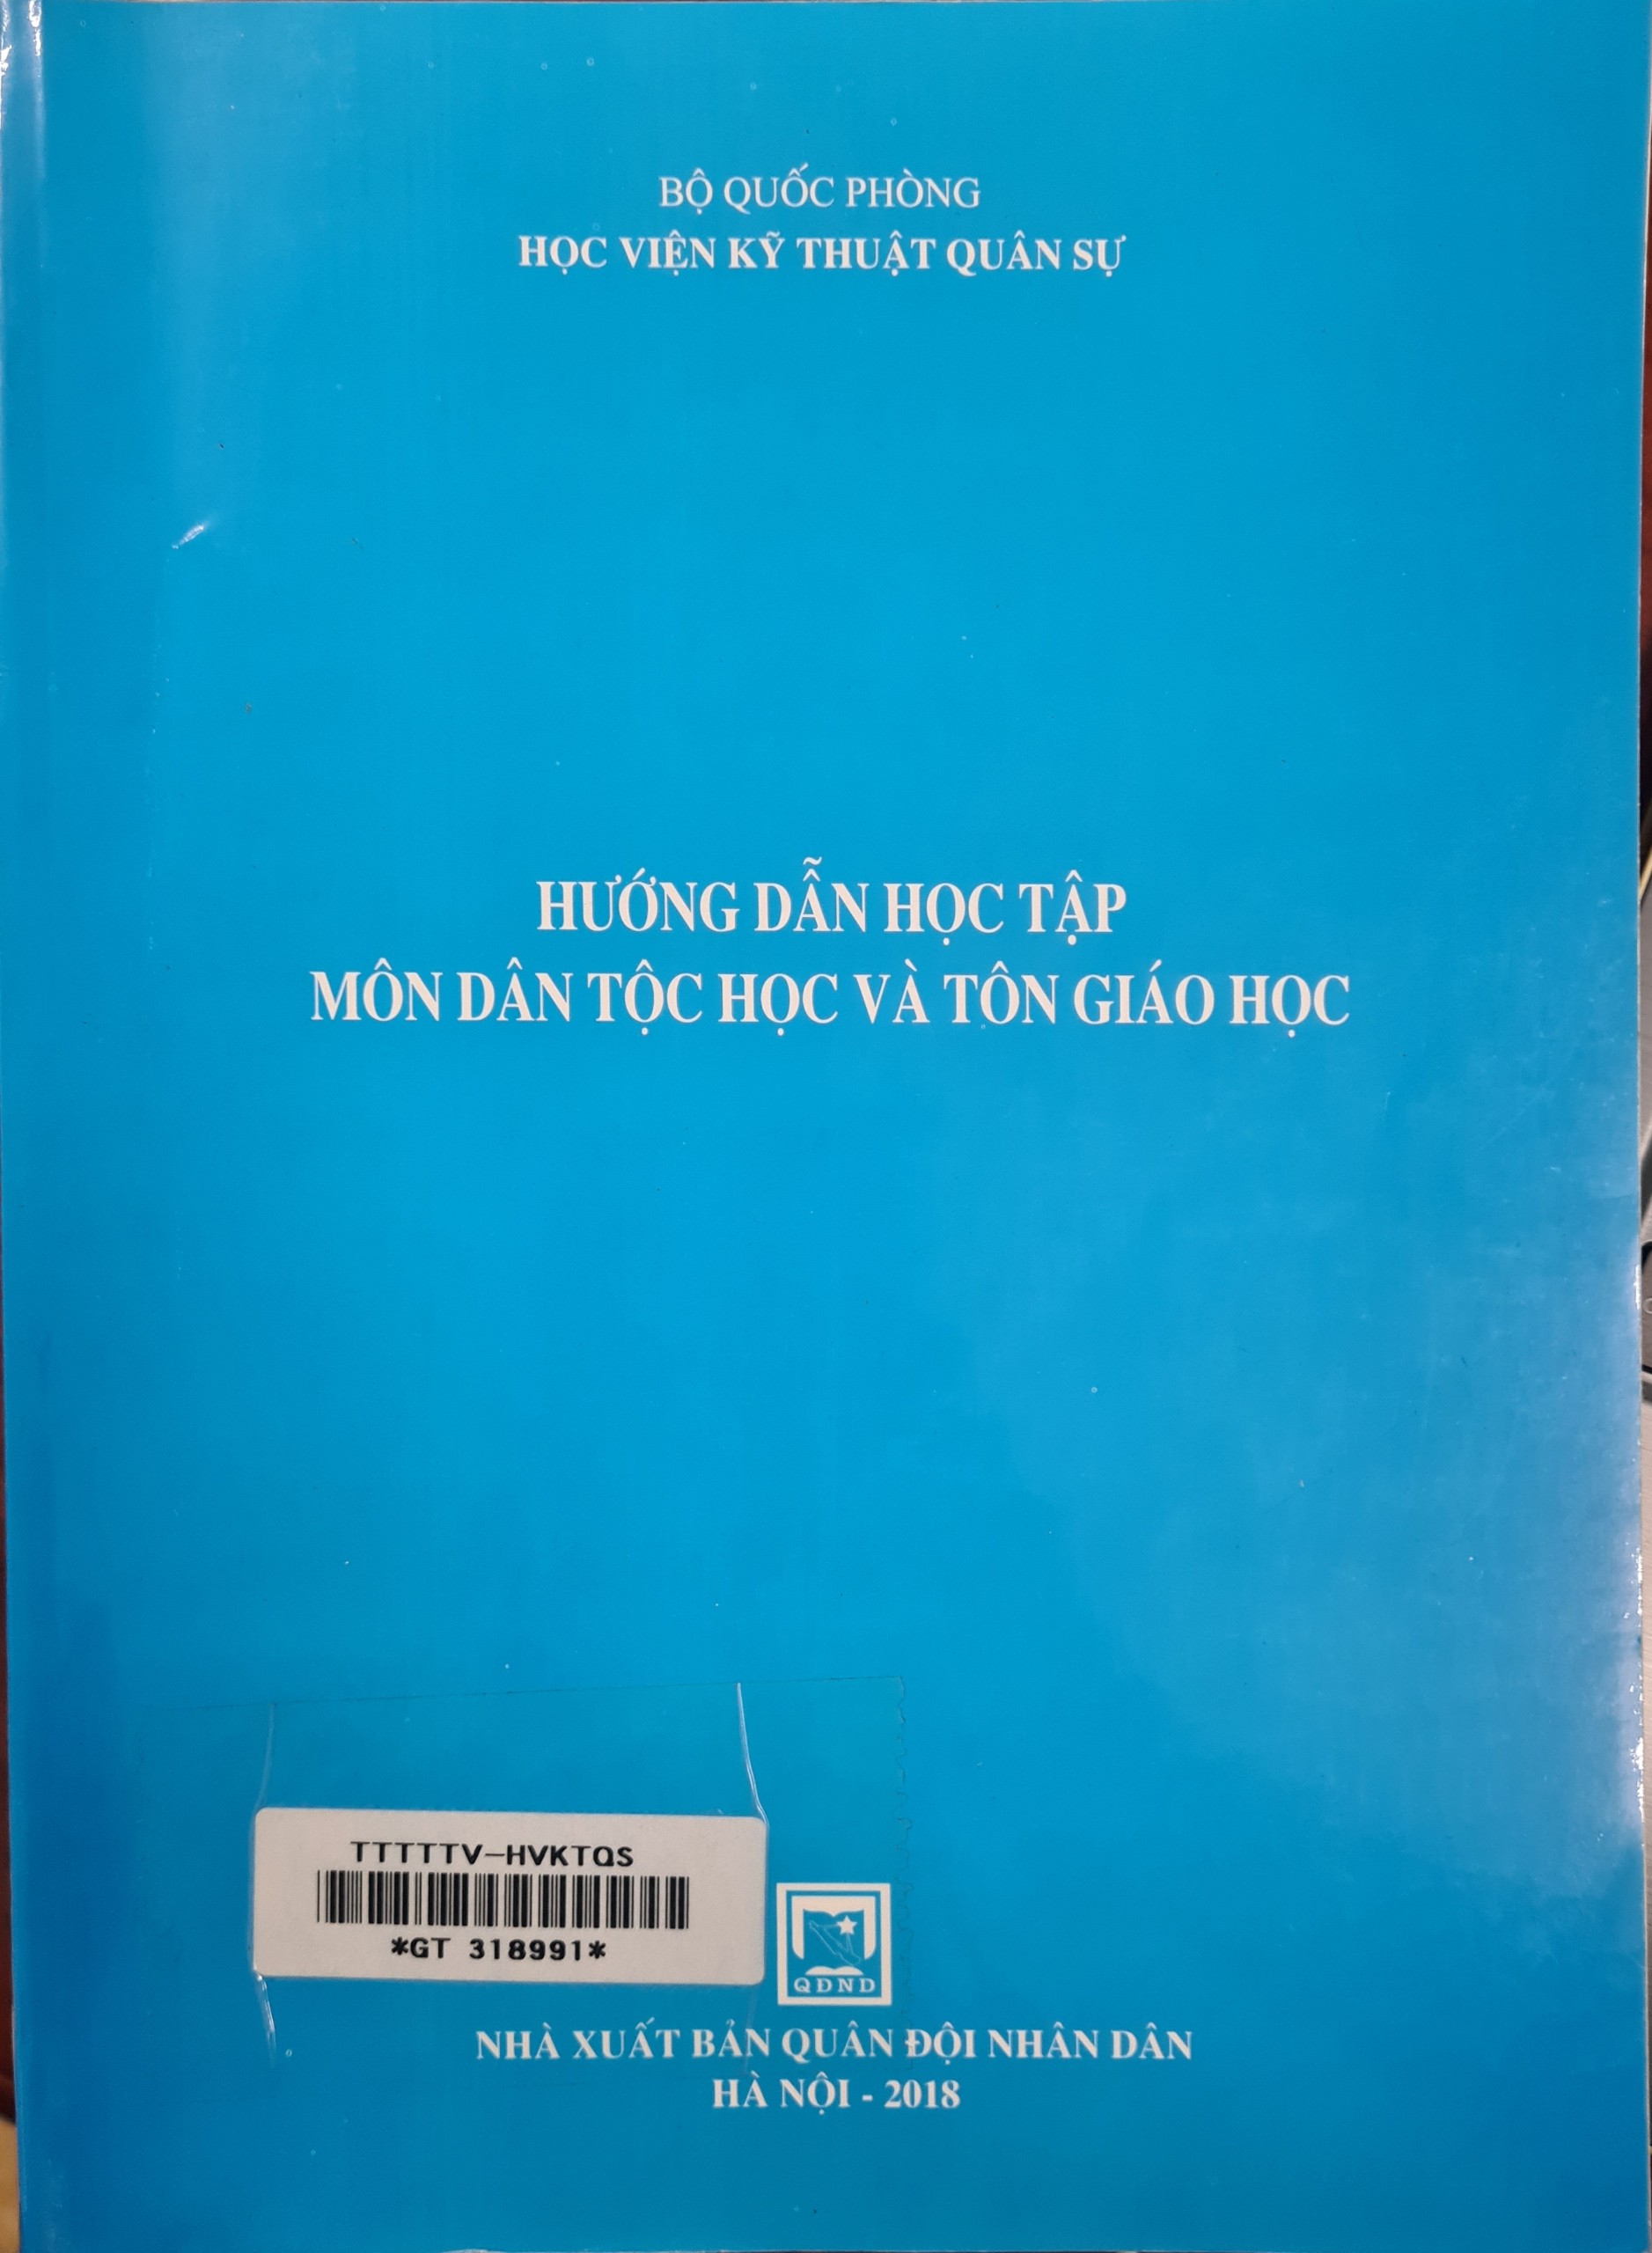 BỘ QUỐC PHÒNG
HỌC VIỆN KỸ THUẬT QUÂN SỰ
HƯỚNG DẪN HỌC TẬP
MÔN DÂN TỘC HỌC VÀ TÔN GIÁO HỌC
TTTTTV-HVKTQS
*GT 318991*
QĐND
NHÀ XUẤT BẢN QUÂN ĐỘI NHÂN DÂN
HÀ NỘI - 2018